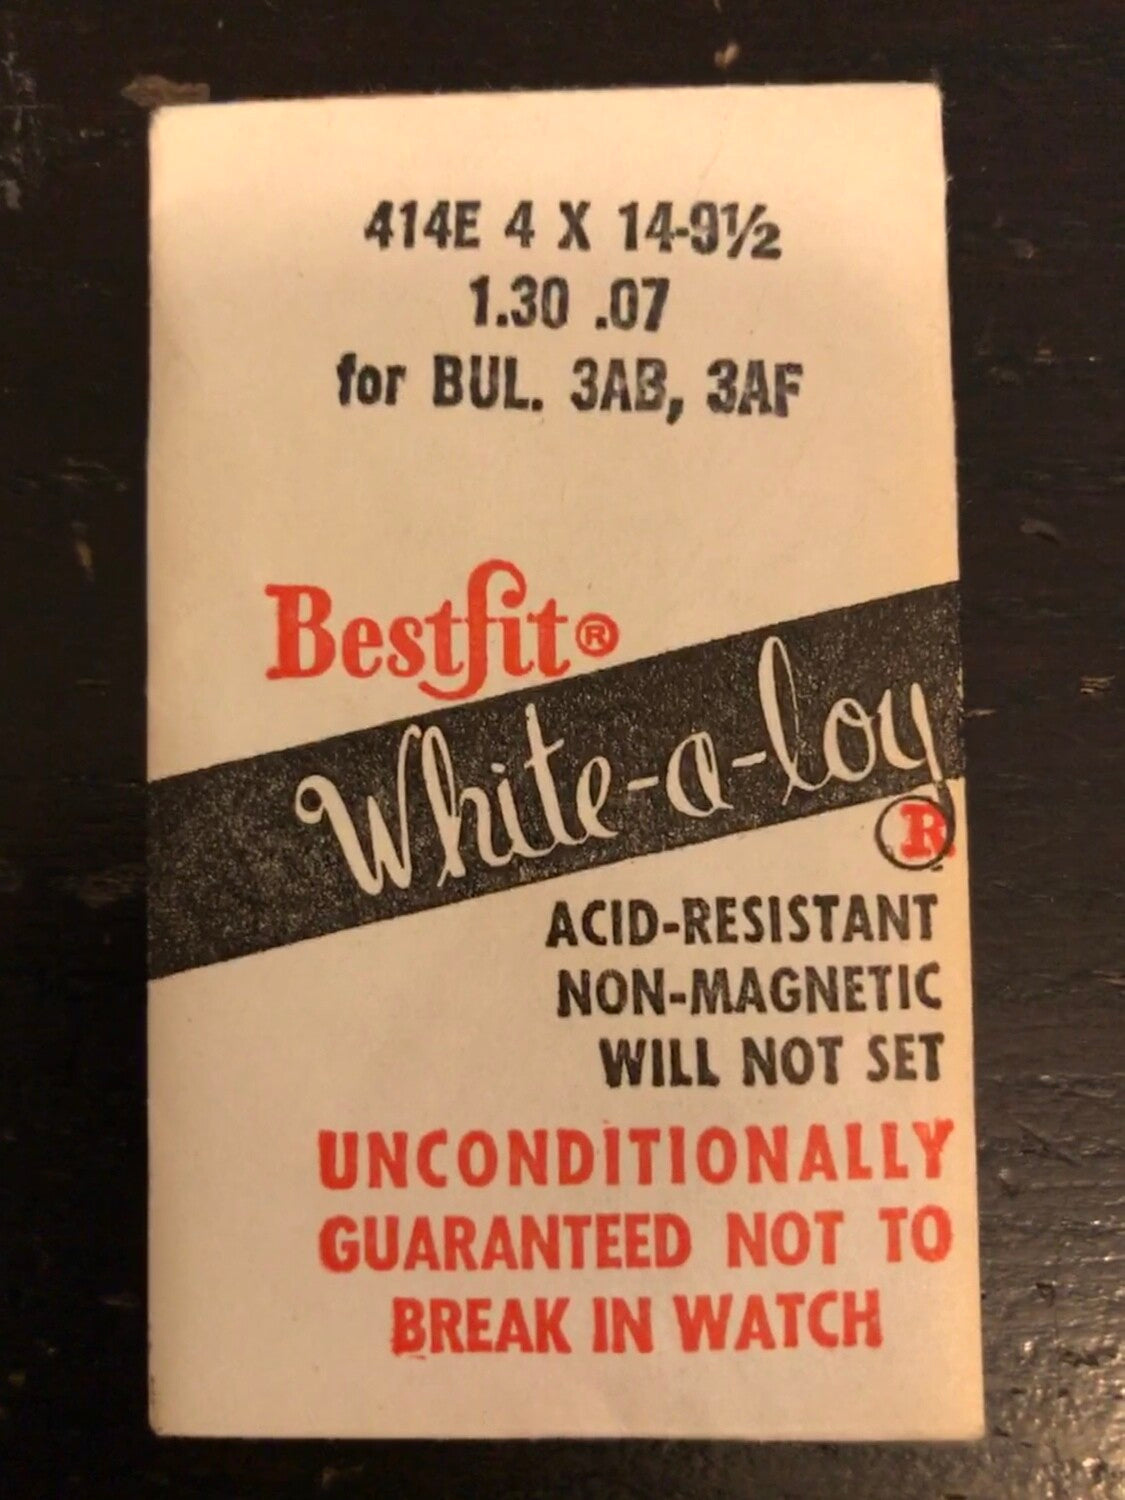 414E 4 X 14-9½
1.30 .07
for BUL. 3AB, 3AF
Bestfit®
White-a-loy
®
ACID-RESISTANT
NON-MAGNETIC
WILL NOT SET
UNCONDITIONALLY
GUARANTEED NOT TO
BREAK IN WATCH